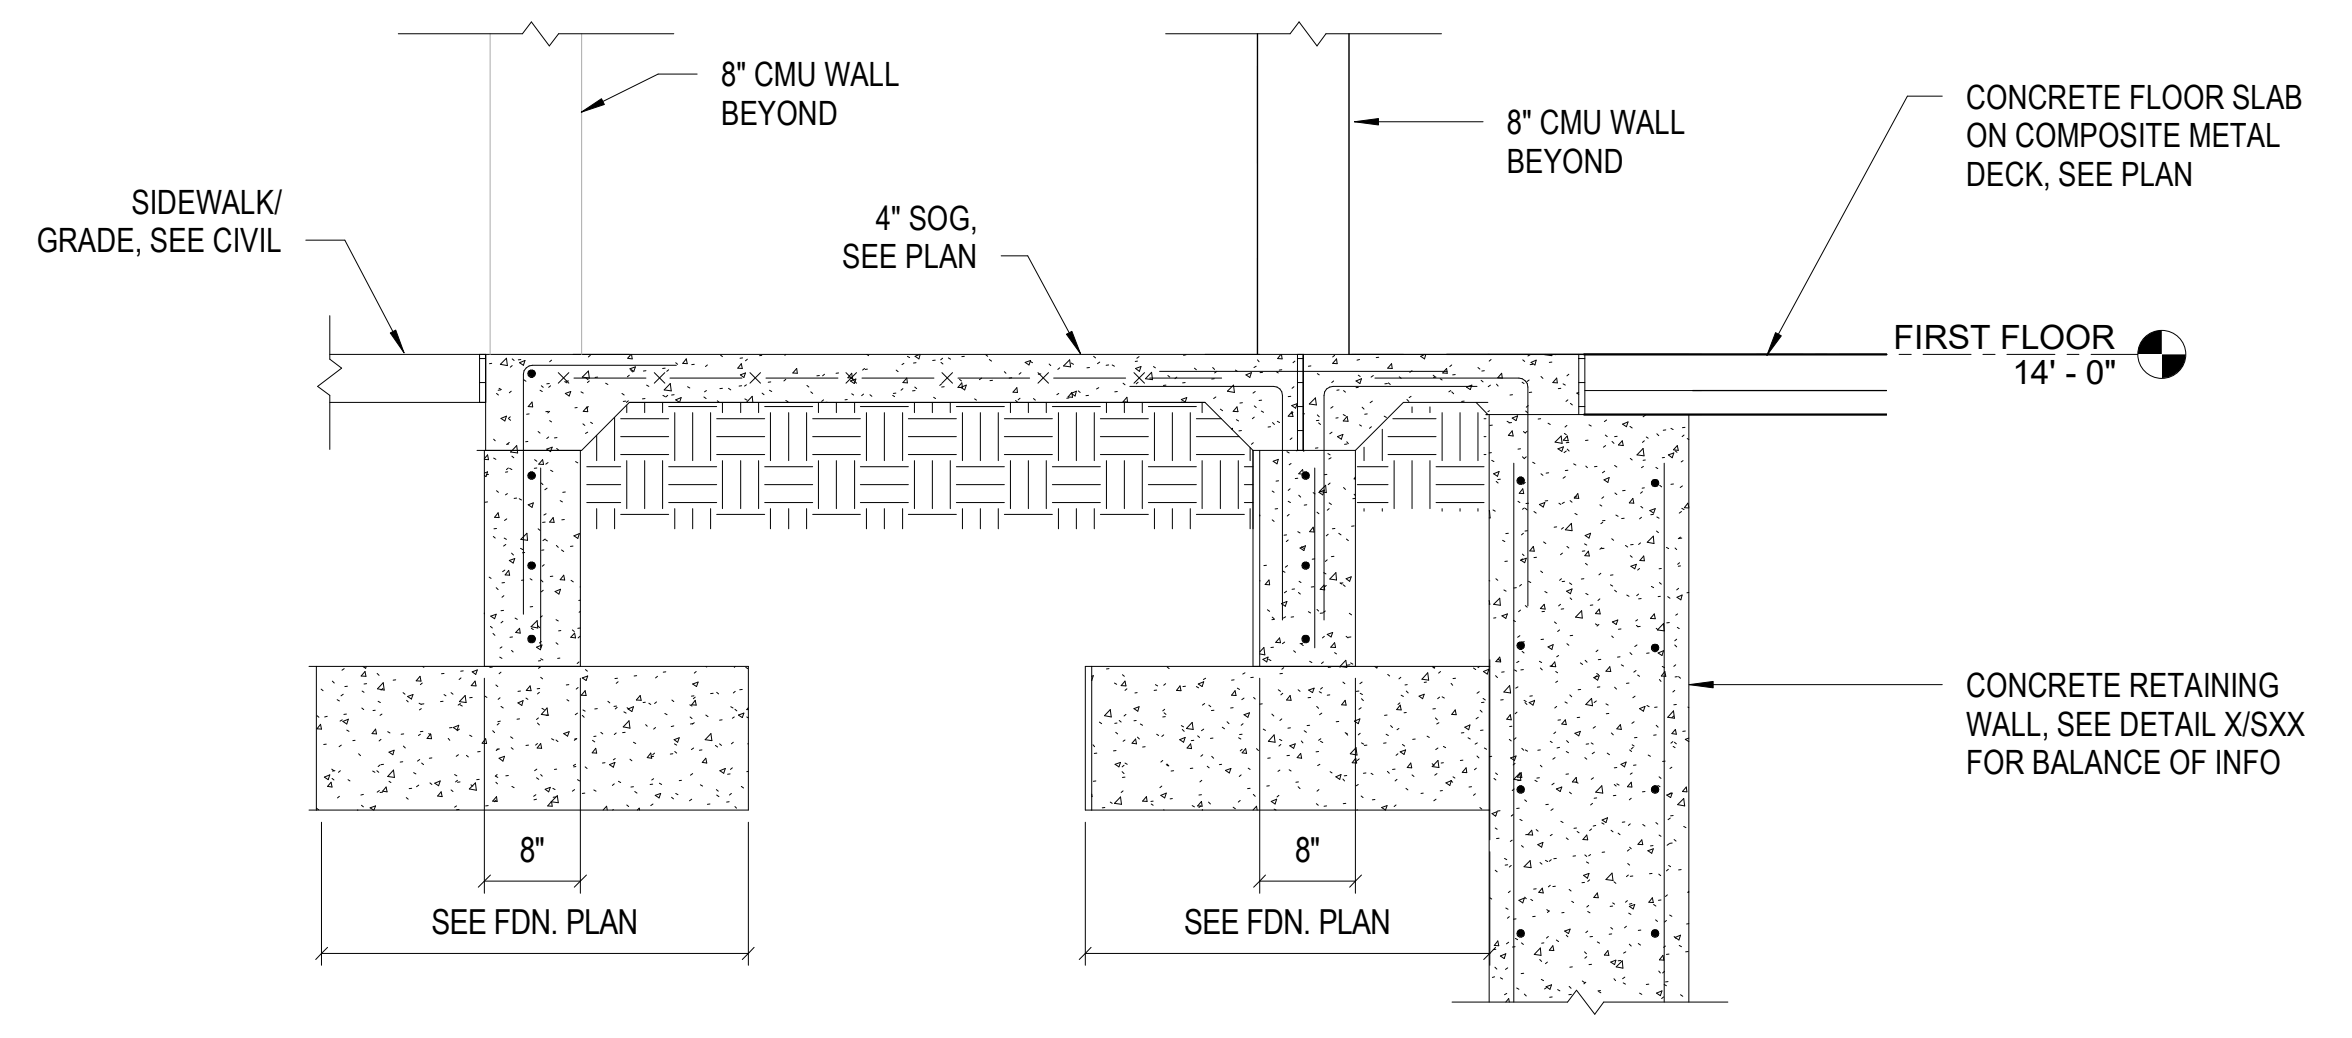 8" CMU WALL
BEYOND
8" CMU WALL
BEYOND
CONCRETE FLOOR SLAB
ON COMPOSITE METAL
DECK, SEE PLAN
SIDEWALK/
GRADE, SEE CIVIL
4" SOG,
SEE PLAN
FIRST FLOOR
14' - 0"
CONCRETE RETAINING
WALL, SEE DETAIL X/SXX
FOR BALANCE OF INFO
8"
8"
SEE FDN. PLAN
SEE FDN. PLAN